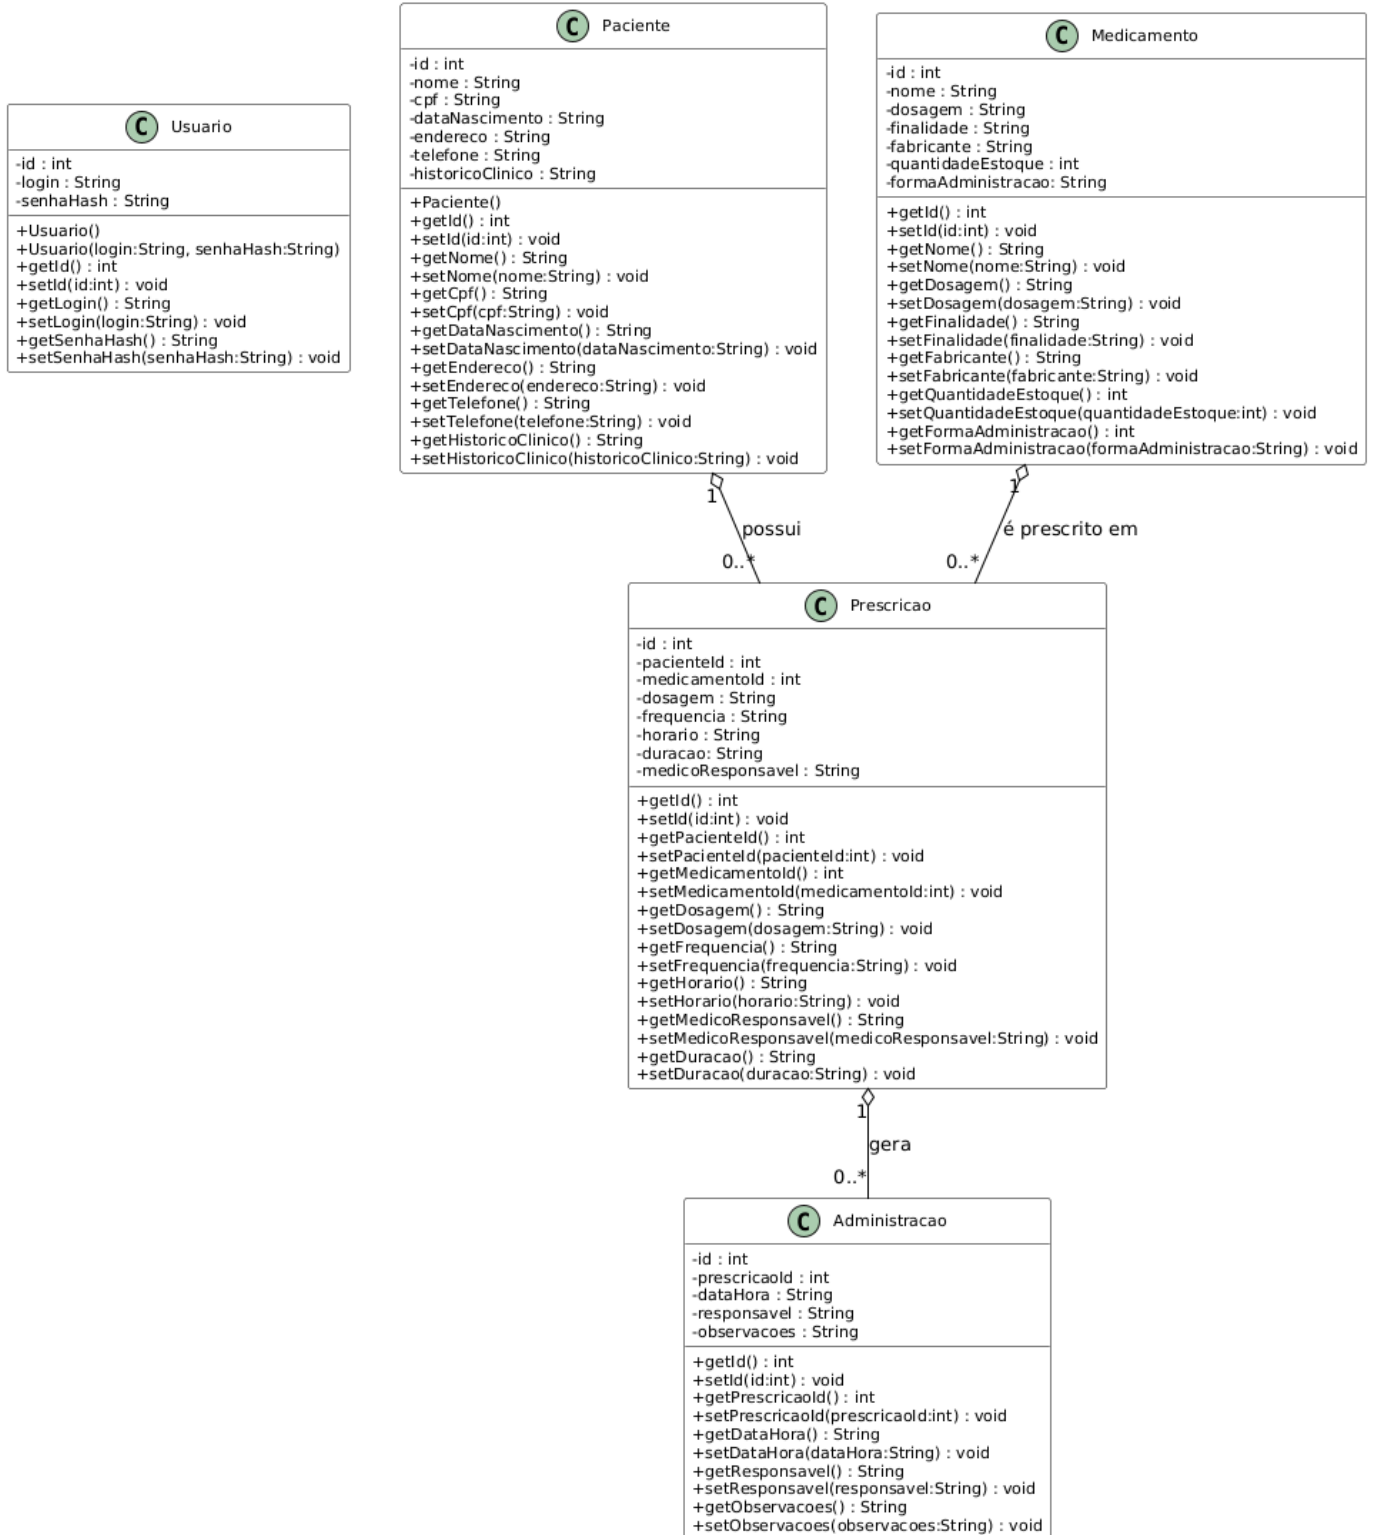 C Usuario
-id : int
-login : String
-senhaHash : String
+Usuario()
+Usuario(login:String, senhaHash:String)
+getId() : int
+setId(id:int) : void
+getLogin() : String
+setLogin(login:String) : void
+getSenhaHash() : String
+setSenhaHash(senhaHash:String) : void
C Paciente
-id : int
-nome : String
-cpf : String
-dataNascimento : String
-endereco : String
-telefone : String
-historicoClinico : String
+Paciente()
+getId() : int
+setId(id:int) : void
+getNome() : String
+setNome(nome:String) : void
+getCpf() : String
+setCpf(cpf:String) : void
+getDataNascimento() : String
+setDataNascimento(dataNascimento:String) : void
+getEndereco() : String
+setEndereco(endereco:String) : void
+getTelefone() : String
+setTelefone(telefone:String) : void
+getHistoricoClinico() : String
+setHistoricoClinico(historicoClinico:String) : void
C Medicamento
-id : int
-nome : String
-dosagem : String
-finalidade : String
-fabricante : String
-quantidadeEstoque : int
-formaAdministracao: String
+getId() : int
+setId(id:int) : void
+getNome() : String
+setNome(nome:String) : void
+getDosagem() : String
+setDosagem(dosagem:String) : void
+getFinalidade() : String
+setFinalidade(finalidade:String) : void
+getFabricante() : String
+setFabricante(fabricante:String) : void
+getQuantidadeEstoque() : int
+setQuantidadeEstoque(quantidadeEstoque:int) : void
+getFormaAdministracao() : int
+setFormaAdministracao(formaAdministracao:String) : void
1
possui
0..*
1
é prescrito em
0..*
C Prescricao
-id : int
-pacienteId : int
-medicamentoId : int
-dosagem : String
-frequencia : String
-horario : String
-duracao: String
-medicoResponsavel : String
+getId() : int
+setId(id:int) : void
+getPacienteId() : int
+setPacienteId(pacienteId:int) : void
+getMedicamentoId() : int
+setMedicamentoId(medicamentoId:int) : void
+getDosagem() : String
+setDosagem(dosagem:String) : void
+getFrequencia() : String
+setFrequencia(frequencia:String) : void
+getHorario() : String
+setHorario(horario:String) : void
+getMedicoResponsavel() : String
+setMedicoResponsavel(medicoResponsavel:String) : void
+getDuracao() : String
+setDuracao(duracao:String) : void
1
gera
0..*
C Administracao
-id : int
-prescricaoId : int
-dataHora : String
-responsavel : String
-observacoes : String
+getId() : int
+setId(id:int) : void
+getPrescricaoId() : int
+setPrescricaoId(prescricaoId:int) : void
+getDataHora() : String
+setDataHora(dataHora:String) : void
+getResponsavel() : String
+setResponsavel(responsavel:String) : void
+getObservacoes() : String
+setObservacoes(observacoes:String) : void